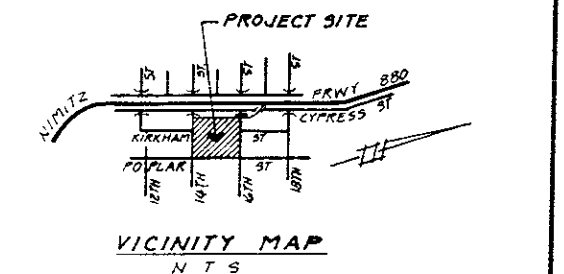 PROJECT SITE
ST
ST
ST
ST
NIMITZ
FRWY 880
CYPRESS ST
KIRKHAM ST
POPLAR ST
12TH
14TH
16TH
18TH
VICINITY MAP
N T S